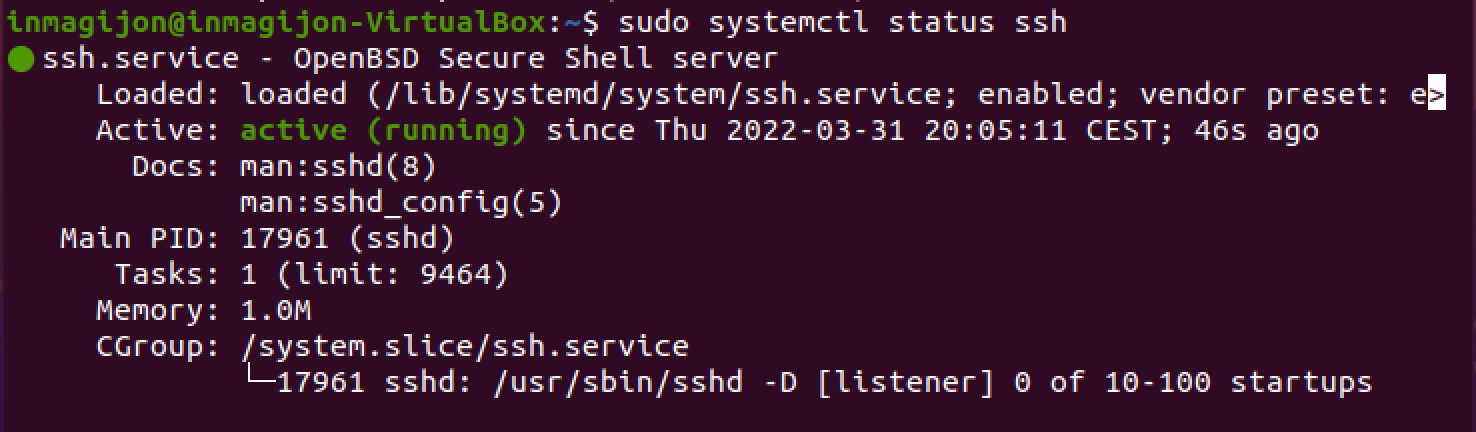 inmagijon@inmagijon-VirtualBox:~$ sudo systemctl status ssh
● ssh.service - OpenBSD Secure Shell server
     Loaded: loaded (/lib/systemd/system/ssh.service; enabled; vendor preset: e>
     Active: active (running) since Thu 2022-03-31 20:05:11 CEST; 46s ago
       Docs: man:sshd(8)
             man:sshd_config(5)
   Main PID: 17961 (sshd)
      Tasks: 1 (limit: 9464)
     Memory: 1.0M
     CGroup: /system.slice/ssh.service
             └─17961 sshd: /usr/sbin/sshd -D [listener] 0 of 10-100 startups